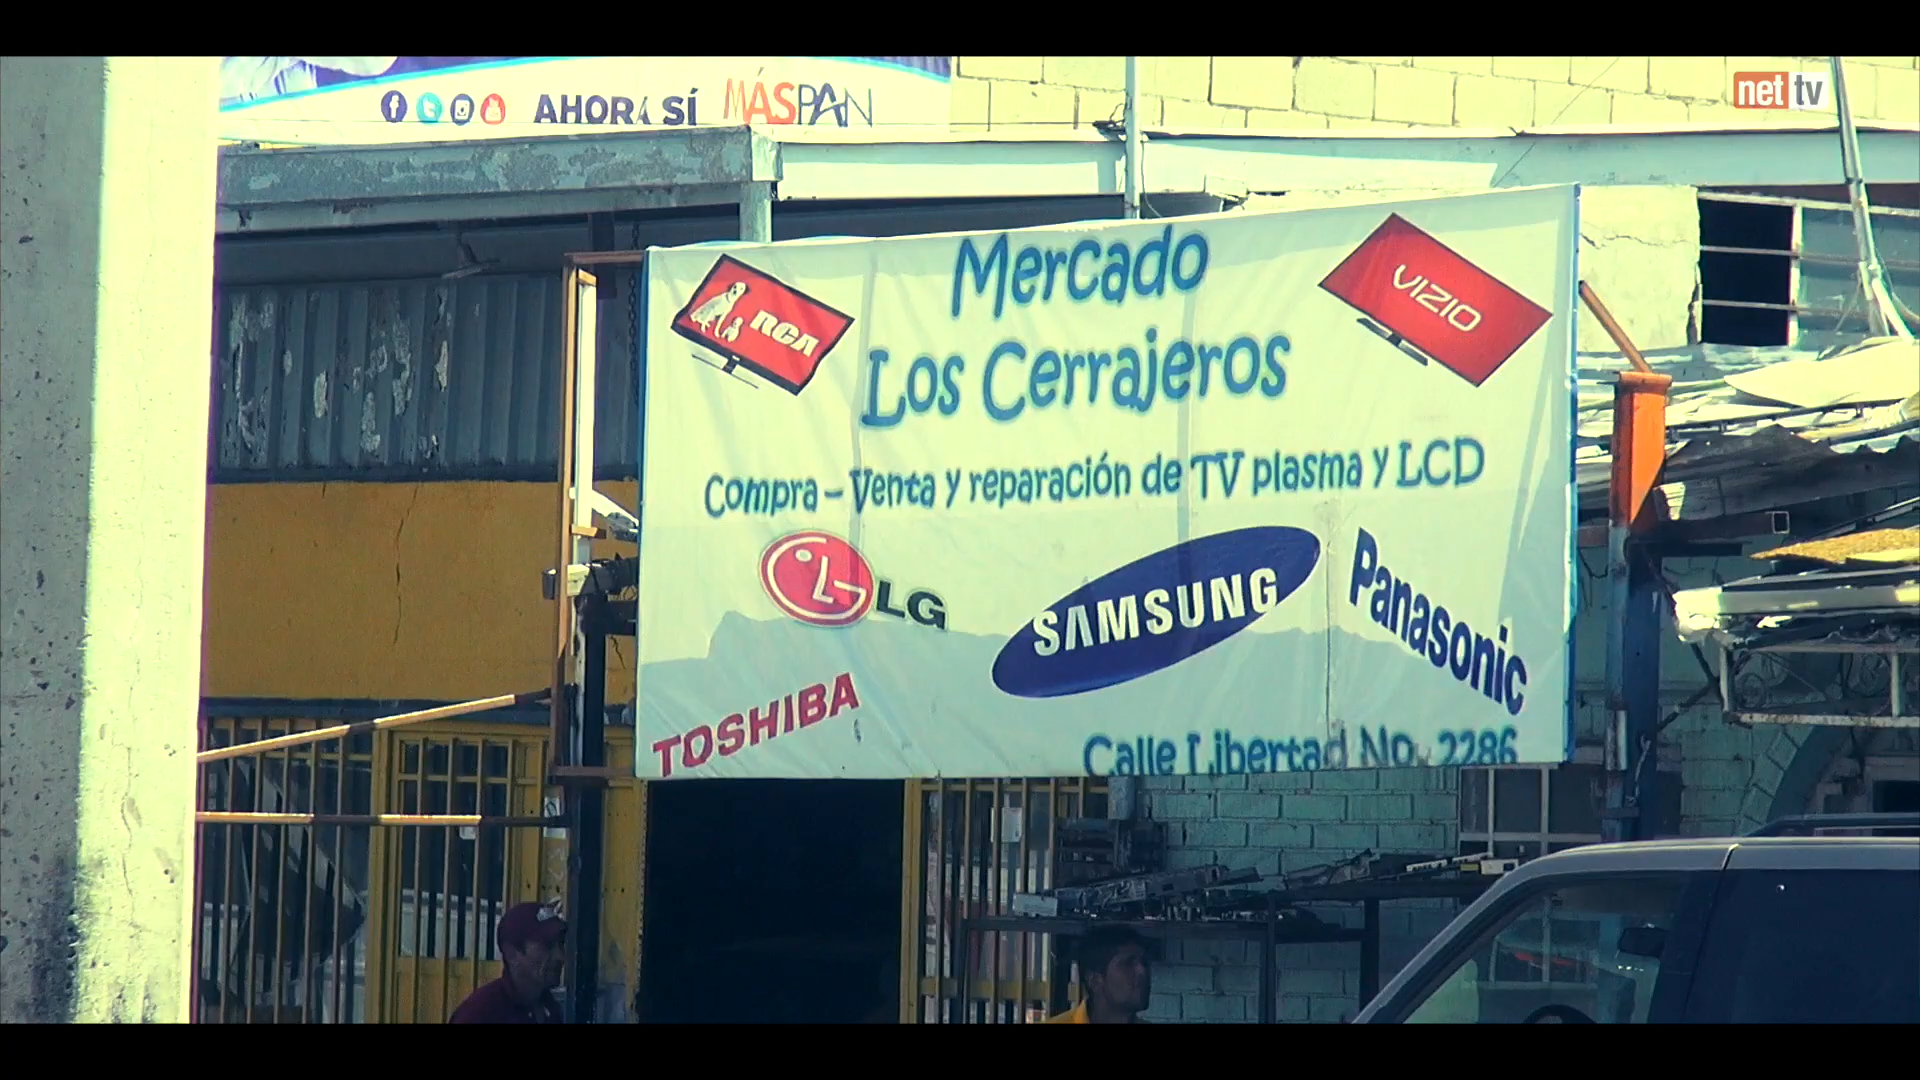 AHORA SÍ MÁSPAN
net tv
Mercado
Los Cerrajeros
RCA
VIZIO
Compra - Venta y reparación de TV plasma y LCD
LG
SAMSUNG
Panasonic
TOSHIBA
Calle Libertad No. 2286